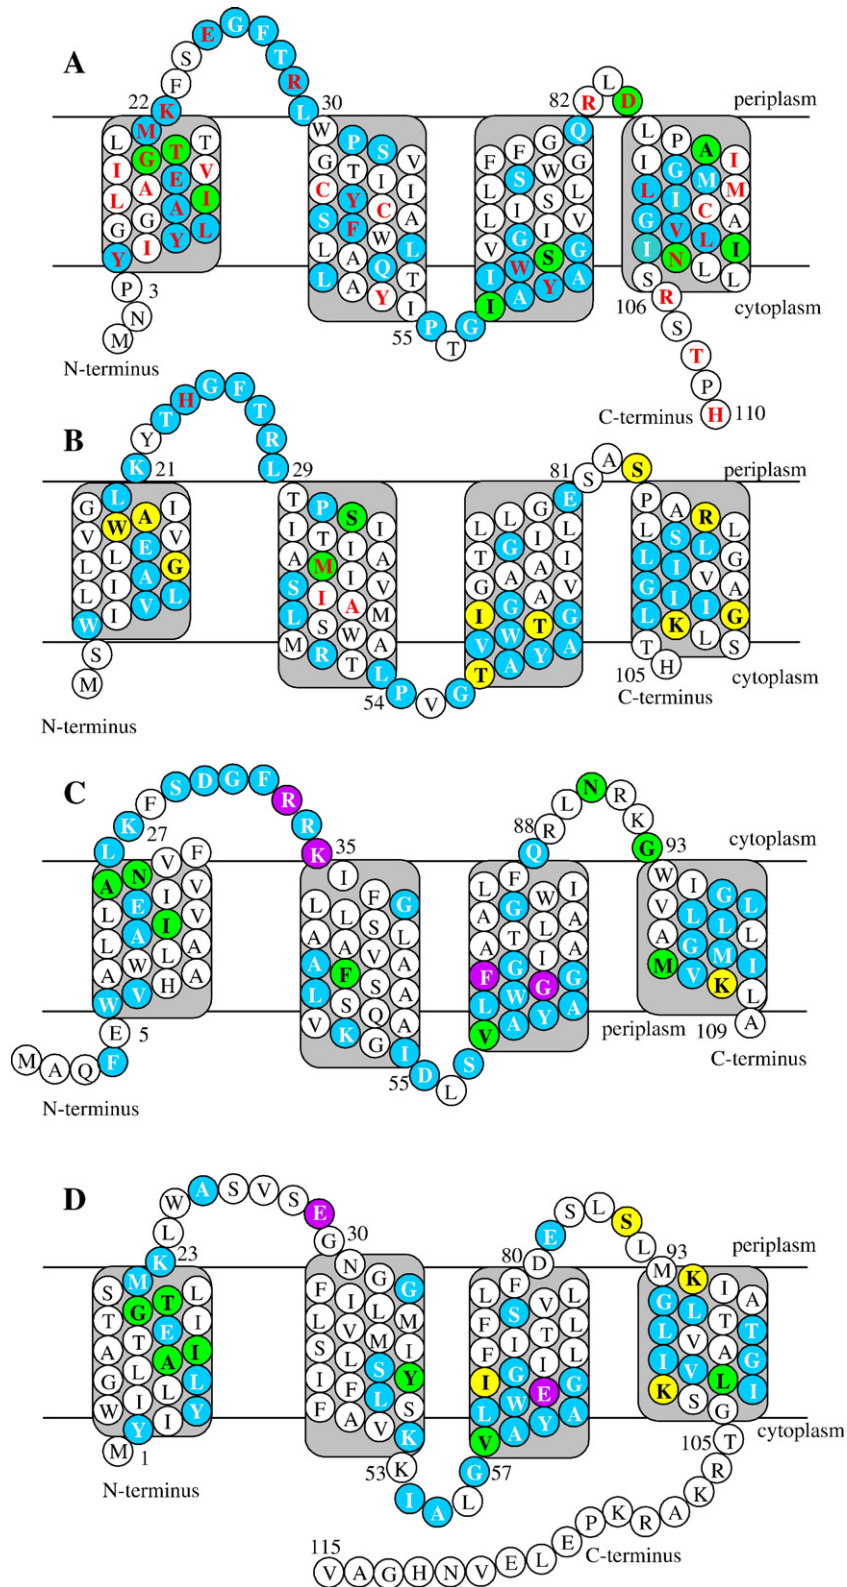 A
E G F T
S R
F L
22 K 30
82 R L D
periplasm
L I L G Y
M G A G I
T E A Y
T V I L
W G C S L L
P T Y F A A
S I C W Q Y
V I A L T I
F L L V I I
F S I G W A
G W S I S Y
Q G L V G A
L I L G I S
P G I V N
A M C L L
I M A I L
P 3
N
M
N-terminus
55 P T G
106 R
S
T
P
C-terminus H 110
cytoplasm
B
T H G F T
Y R
K 21 L 29
81 S A S
periplasm
G V L L W
L W L I I
A E A V
I V G L
T I A S L M
P T M I S R
S I I A W T
I A V M A L
L T G I V T
L G A G W A
G I A A T Y
E L I V G A
P L L G L T
A S I I K
R L V I L
L G A G S
S
M
N-terminus
54 P V G
105 H
C-terminus
cytoplasm
C
S D G F R
F R
K 27 K 35
L
88 Q R L N R K G 93
cytoplasm
A L L A W
N E A W V
V I I L H
F V V A A
I
L A A L V
L A F S K
F S V S Q G
G L A A A I
L A A F L V
F G T G W A
W I L G Y
I A A G A
W V A M
I L G V
G L M K
L L I L A
E 5
M A Q F
N-terminus
55 D L S
periplasm
109
C-terminus
D
W A S V S E
L G 30
K 23
80 D E S L S L 93
periplasm
S T A G W
M G T L I Y
T E A L I
L I I L Y
F L S I F
N I V L F A
G L M S L V
G M I Y S K
L F F I L V
F S I G W A
V T I E Y
L L L G A
M G L I K
K L V V S
I T A L G
A T G I
M 1
N-terminus
53 K
I A L G 57
105 T
cytoplasm
R
K
A
R
K
P
E
L
E
V
N
H
G
A
V
C-terminus
115